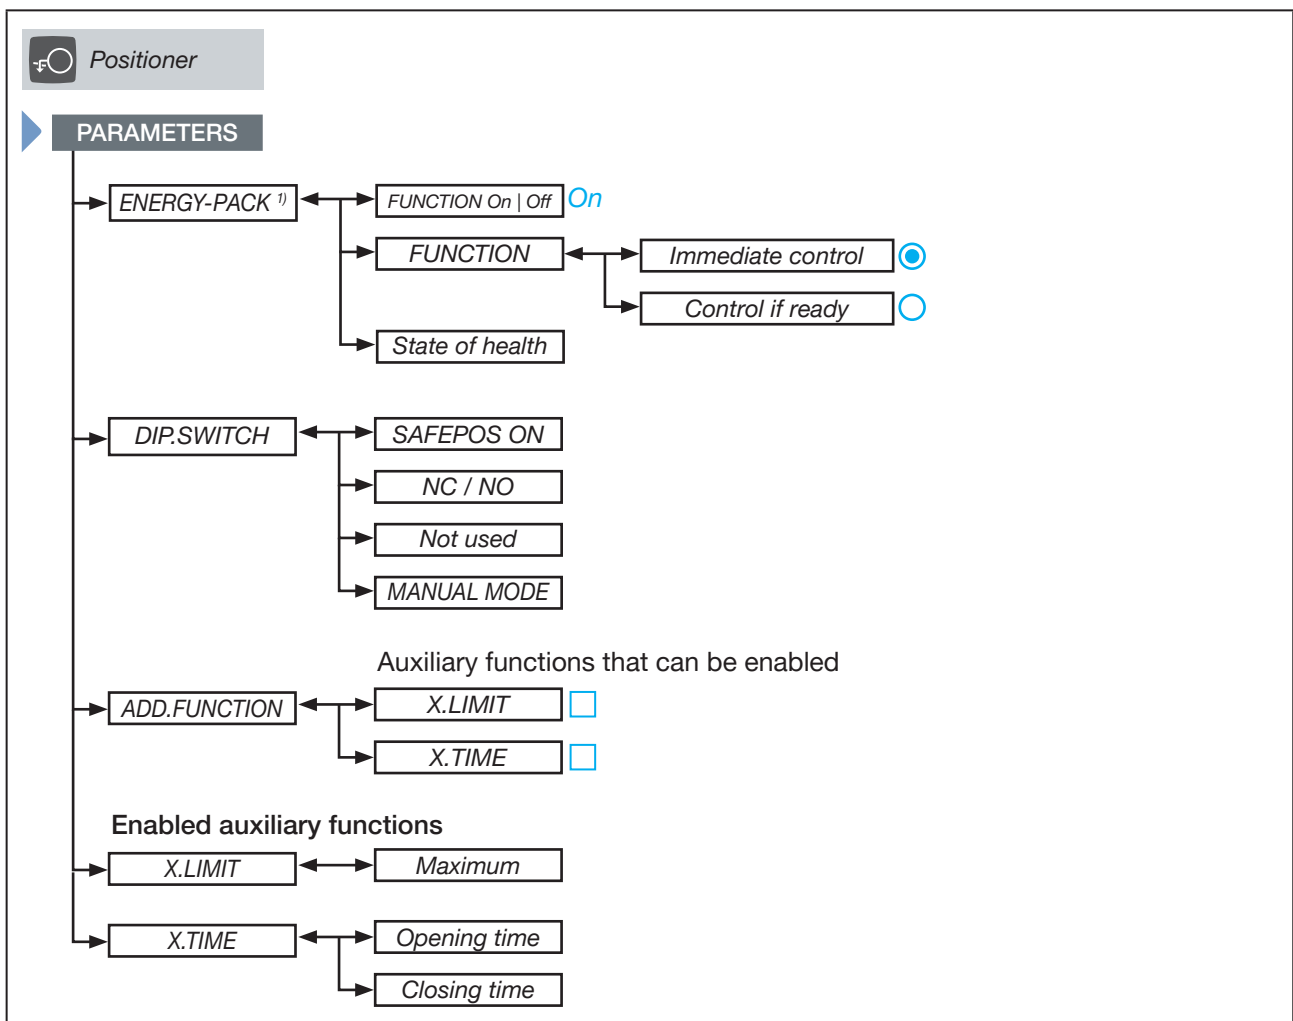 Positioner
PARAMETERS
ENERGY-PACK 1)
FUNCTION On | Off
On
FUNCTION
Immediate control
Control if ready
State of health
DIP.SWITCH
SAFEPOS ON
NC / NO
Not used
MANUAL MODE
Auxiliary functions that can be enabled
ADD.FUNCTION
X.LIMIT
X.TIME
Enabled auxiliary functions
X.LIMIT
Maximum
X.TIME
Opening time
Closing time